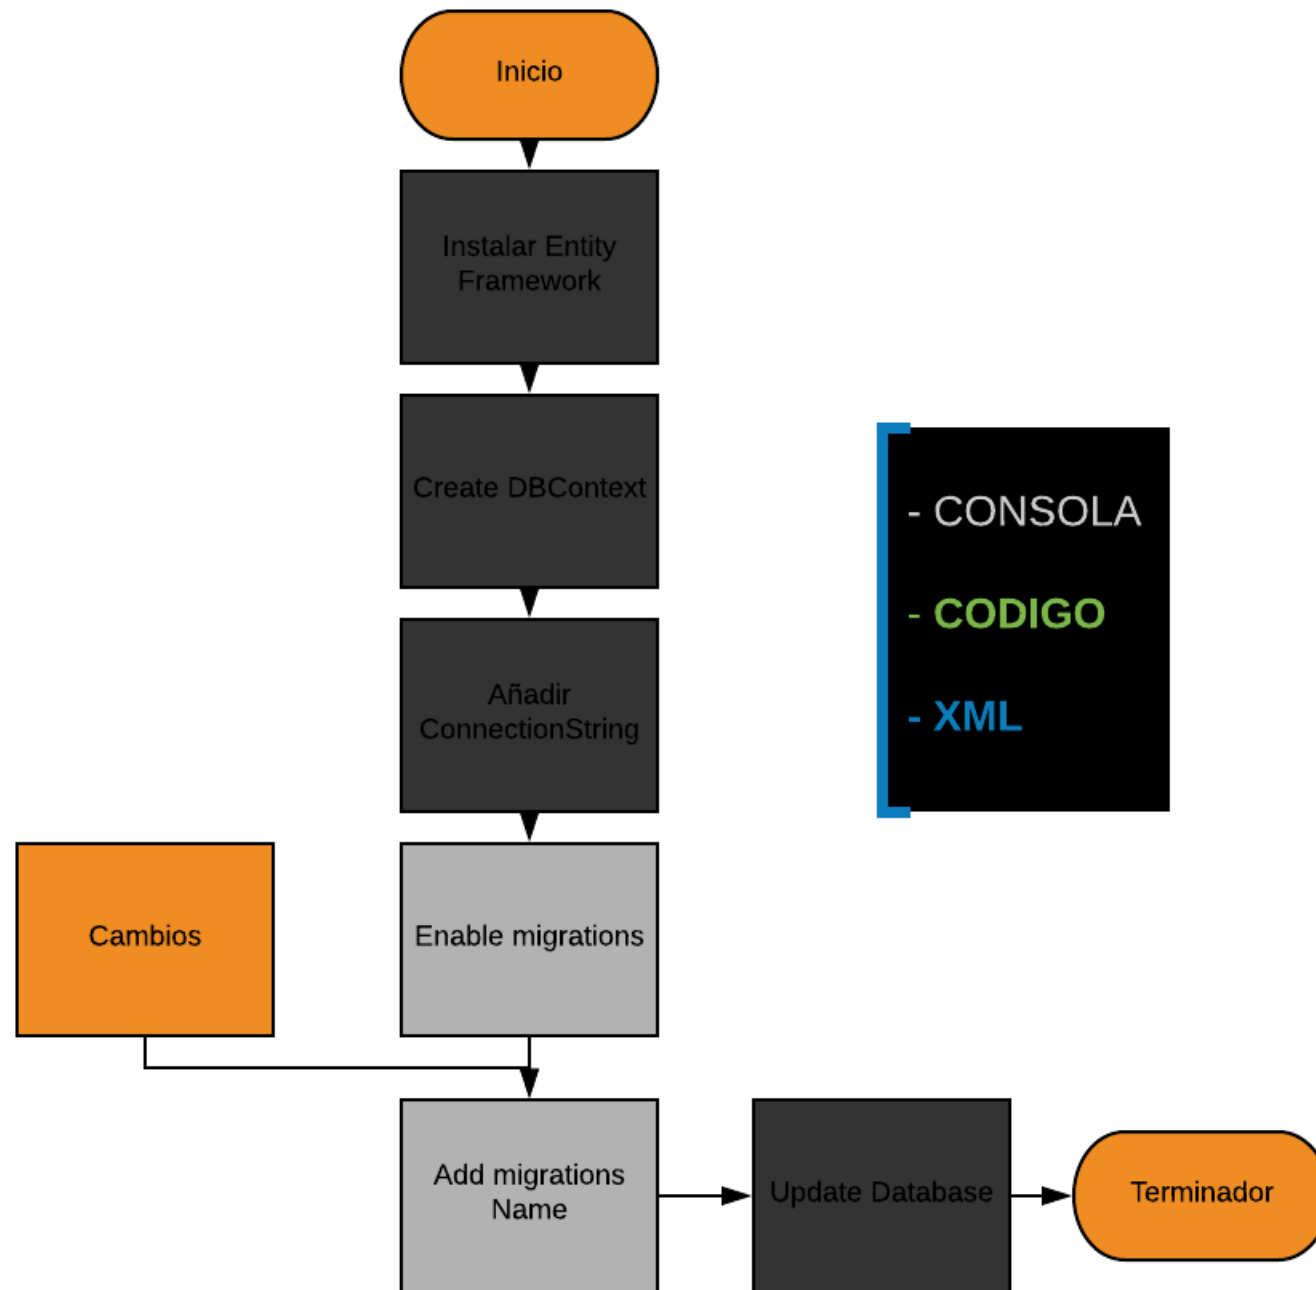 Inicio
Instalar Entity
Framework
Create DBContext
Añadir
ConnectionString
- CONSOLA
- CODIGO
- XML
Cambios
Enable migrations
Add migrations
Name
Update Database
Terminador